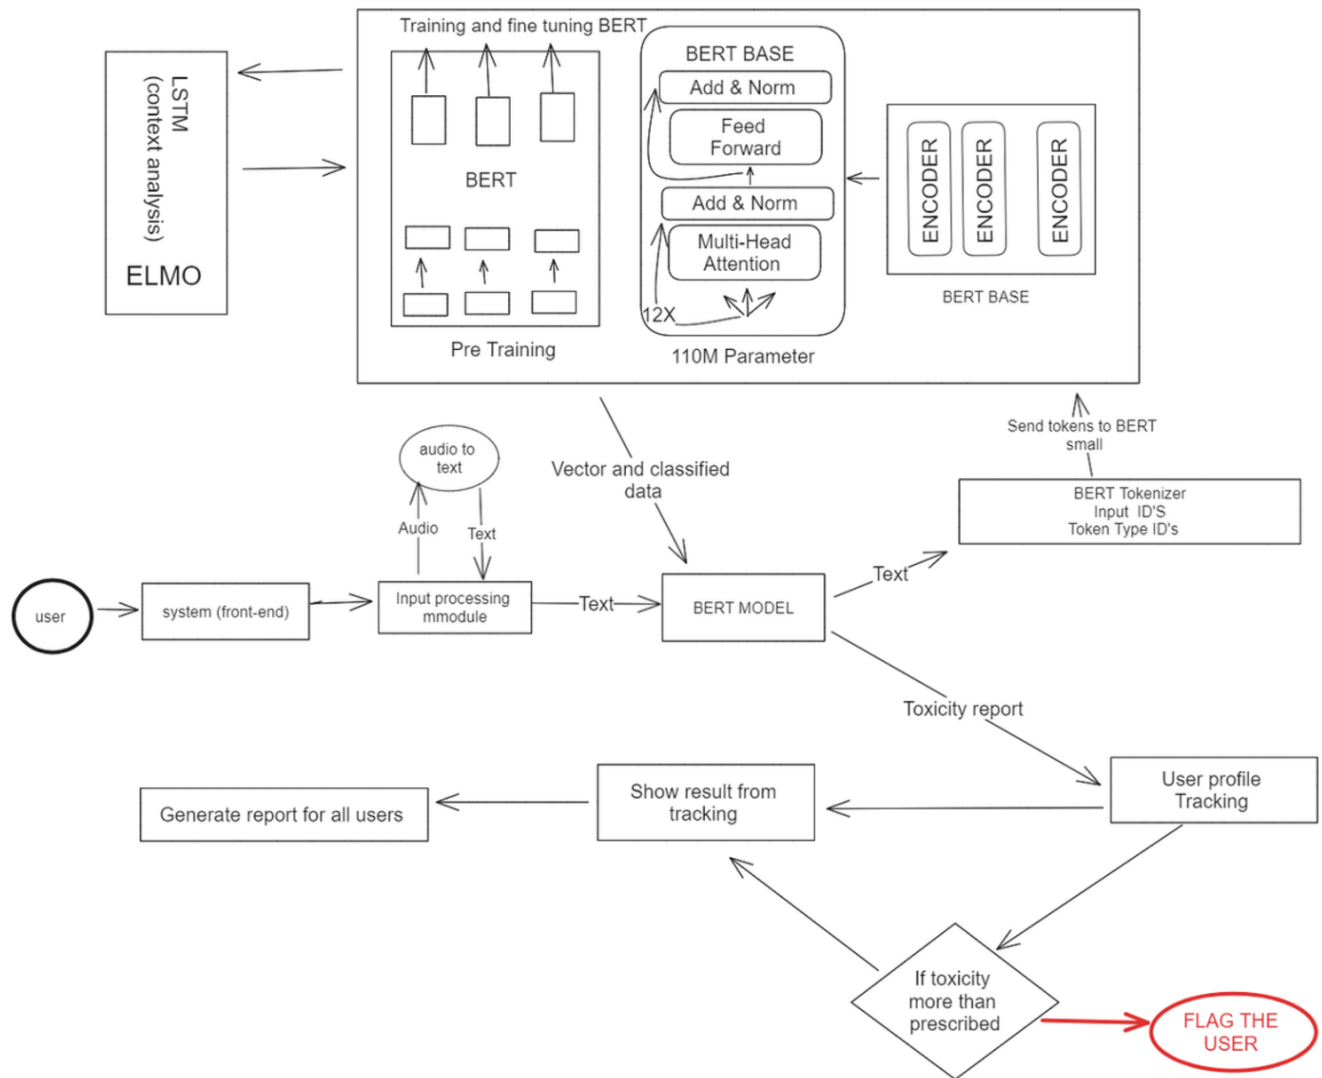 Training and fine tuning BERT
LSTM
(context analysis)
ELMO
BERT
Pre Training
BERT BASE
Add & Norm
Feed
Forward
Add & Norm
Multi-Head
Attention
12X
110M Parameter
ENCODER
ENCODER
ENCODER
BERT BASE
audio to
text
Audio
Text
Vector and classified
data
Send tokens to BERT
small
BERT Tokenizer
Input ID'S
Token Type ID's
user
system (front-end)
Input processing
mmodule
Text
BERT MODEL
Text
Toxicity report
User profile
Tracking
Show result from
tracking
Generate report for all users
If toxicity
more than
prescribed
FLAG THE
USER